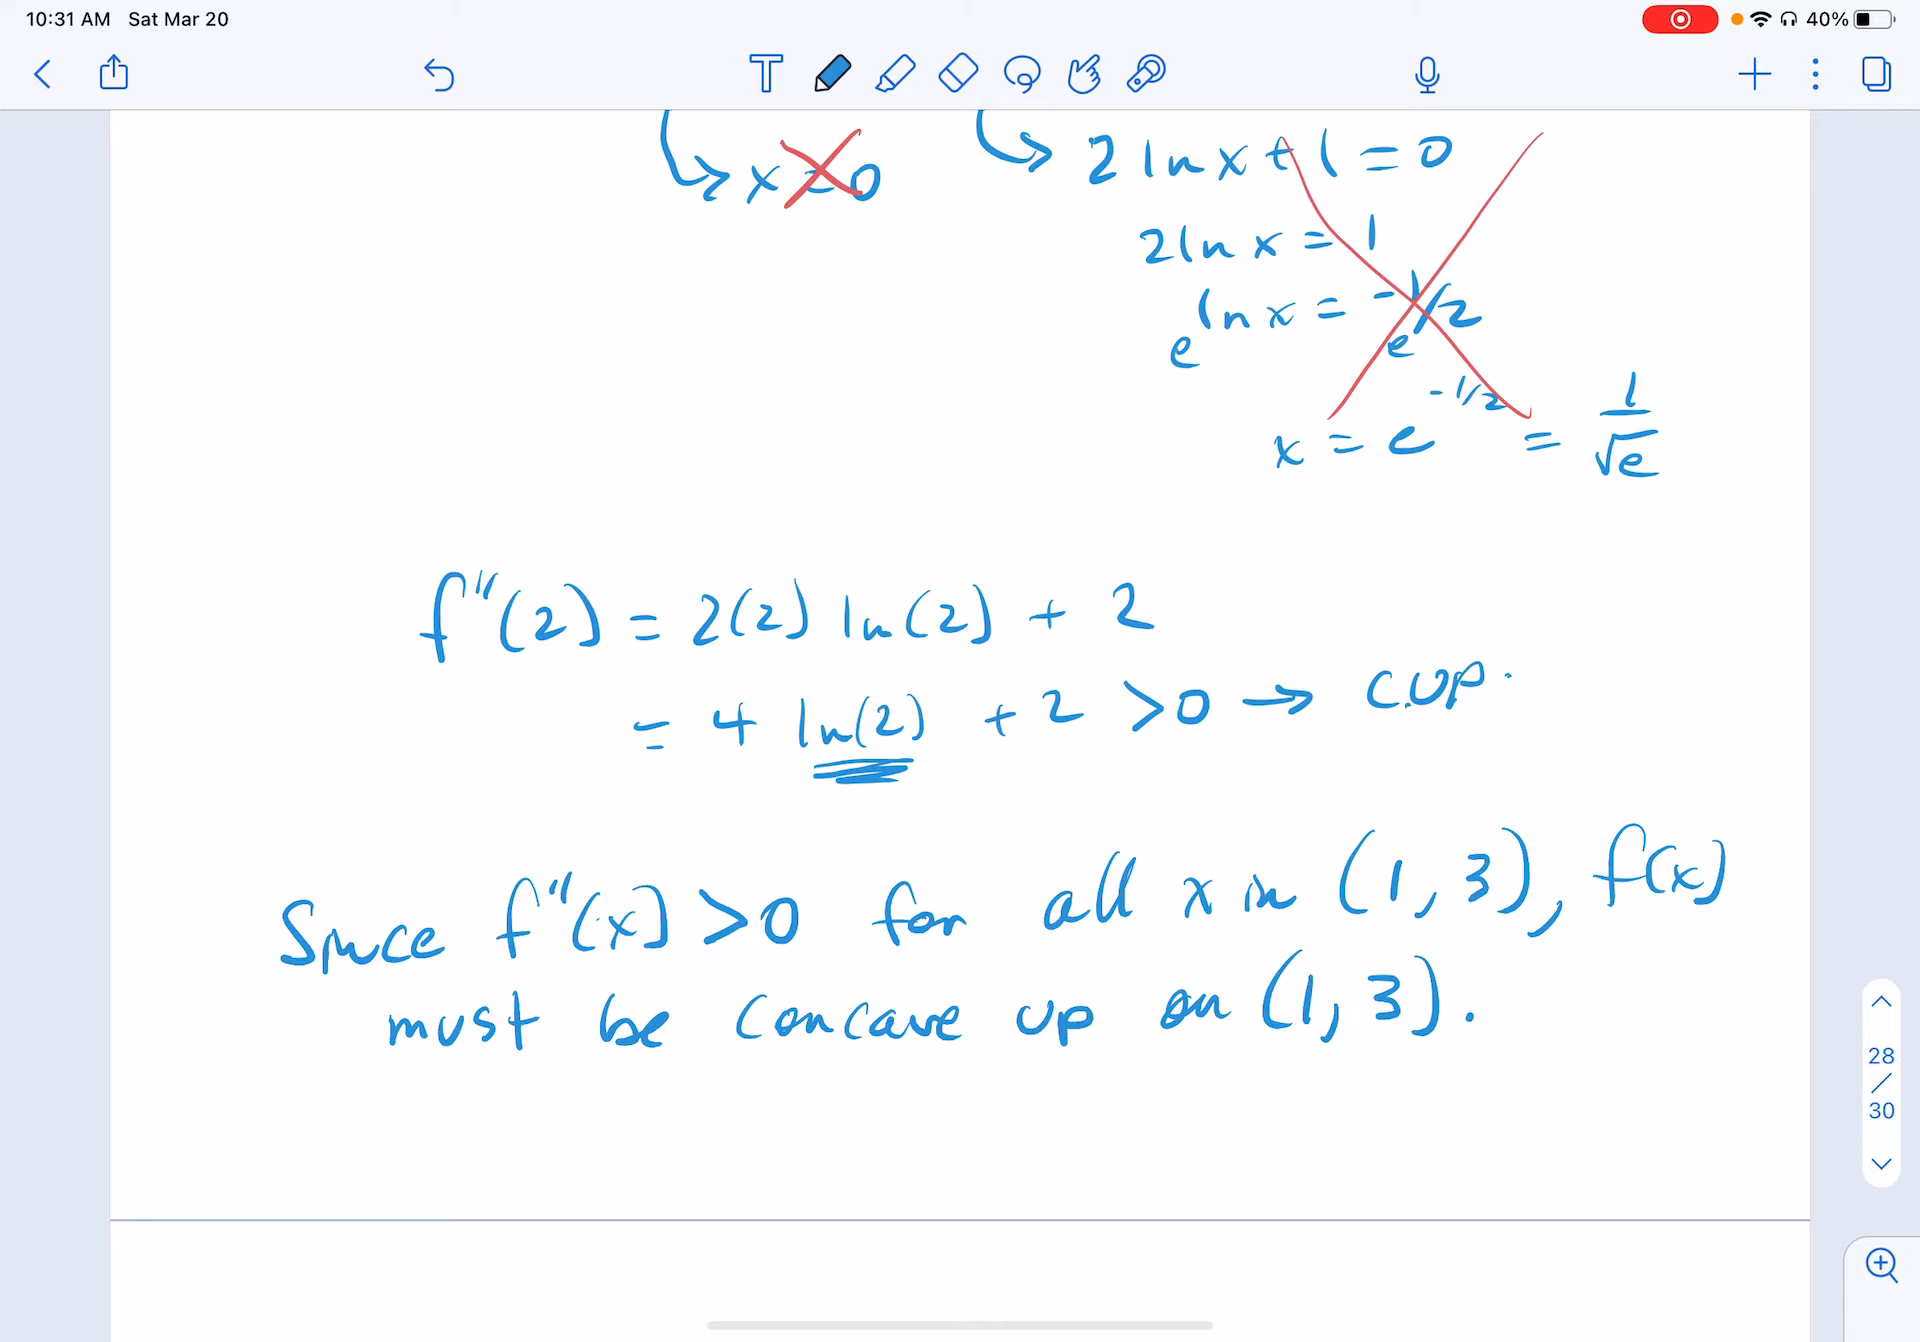 10:31 AM Sat Mar 20
40%
x = 0
2 ln x + 1 = 0
2 ln x = 1
e^{ln x} = e^{-1/2}
x = e^{-1/2} = 1/√e
f''(2) = 2(2) ln(2) + 2
= 4 ln(2) + 2 > 0 → C.UP.
Since f''(x) > 0 for all x in (1, 3), f(x)
must be concave up on (1, 3).
28
/
30